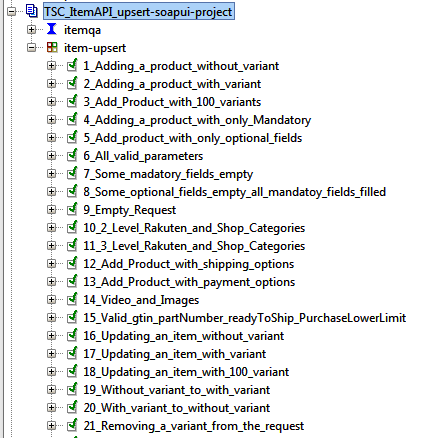 TSC_ItemAPI_upsert-soapui-project
itemqa
item-upsert
1_Adding_a_product_without_variant
2_Adding_a_product_with_variant
3_Add_Product_with_100_variants
4_Adding_a_product_with_only_Mandatory
5_Add_product_with_only_optional_fields
6_All_valid_parameters
7_Some_madatory_fields_empty
8_Some_optional_fields_empty_all_mandatoy_fields_filled
9_Empty_Request
10_2_Level_Rakuten_and_Shop_Categories
11_3_Level_Rakuten_and_Shop_Categories
12_Add_Product_with_shipping_options
13_Add_Product_with_payment_options
14_Video_and_Images
15_Valid_gtin_partNumber_readyToShip_PurchaseLowerLimit
16_Updating_an_item_without_variant
17_Updating_an_item_with_variant
18_Updating_an_item_with_100_variant
19_Without_variant_to_with_variant
20_With_variant_to_without_variant
21_Removing_a_variant_from_the_request